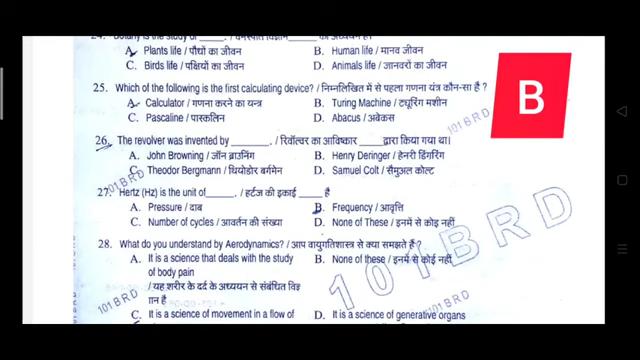 24. Botany is the study of _____ / वनस्पति विज्ञान _____ का अध्ययन है।
A. Plants life / पौधों का जीवन B. Human life / मानव जीवन
C. Birds life / पक्षियों का जीवन D. Animals life / जानवरों का जीवन
25. Which of the following is the first calculating device? / निम्नलिखित में से पहला गणना यंत्र कौन-सा है ?
A. Calculator / गणना करने का यन्त्र B. Turing Machine / ट्यूरिंग मशीन
C. Pascaline / पास्कलिन D. Abacus / अबेकस
B
101 BRD
26. The revolver was invented by _______ / रिवॉल्वर का आविष्कार _____ द्वारा किया गया था।
A. John Browning / जॉन ब्राउनिंग B. Henry Deringer / हेनरी डिंगरिंग
C. Theodor Bergmann / थियोडोर बर्गमेन D. Samuel Colt / सैमुअल कोल्ट
101 BRD
27. Hertz (Hz) is the unit of _____ / हर्टज की इकाई _____ है
A. Pressure / दाब B. Frequency / आवृत्ति
C. Number of cycles / आवर्तन की संख्या D. None of These / इनमें से कोई नहीं
101BRD
28. What do you understand by Aerodynamics? / आप वायुगतिशास्त्र से क्या समझते हैं?
A. It is a science that deals with the study B. None of these / इनमें से कोई नहीं
of body pain
/ यह शरीर के दर्द के अध्ययन से संबंधित विज्ञ
ान है
101BRD
C. It is a science of movement in a flow of D. It is a science of generative organs